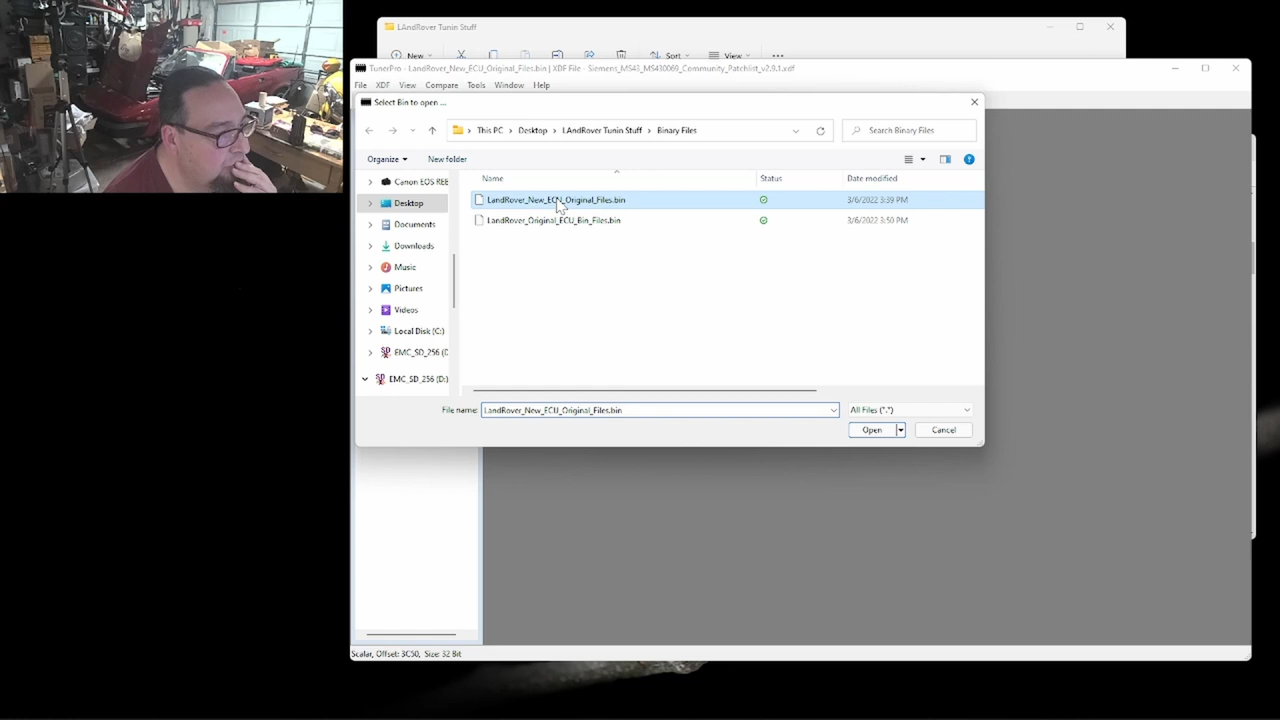 LAndRover Tunin Stuff
New
Sort
View
TunerPro - LandRover_New_ECU_Original_Files.bin | XDF File - Siemens_MS43_MS430069_Community_Patchlist_v2.9.1.xdf
File XDF View Compare Tools Window Help
Select Bin to open ...
This PC > Desktop > LAndRover Tunin Stuff > Binary Files
Search Binary Files
Organize
New folder
Name
Status
Date modified
Canon EOS REE
LandRover_New_ECU_Original_Files.bin
3/6/2022 3:39 PM
Desktop
LandRover_Original_ECU_Bin_Files.bin
3/6/2022 3:50 PM
Documents
Downloads
Music
Pictures
Videos
Local Disk (C:)
EMC_SD_256 (D
EMC_SD_256 (D:)
File name:
LandRover_New_ECU_Original_Files.bin
All Files (*.*)
Open
Cancel
Scalar, Offset: 3C50, Size: 32 Bit